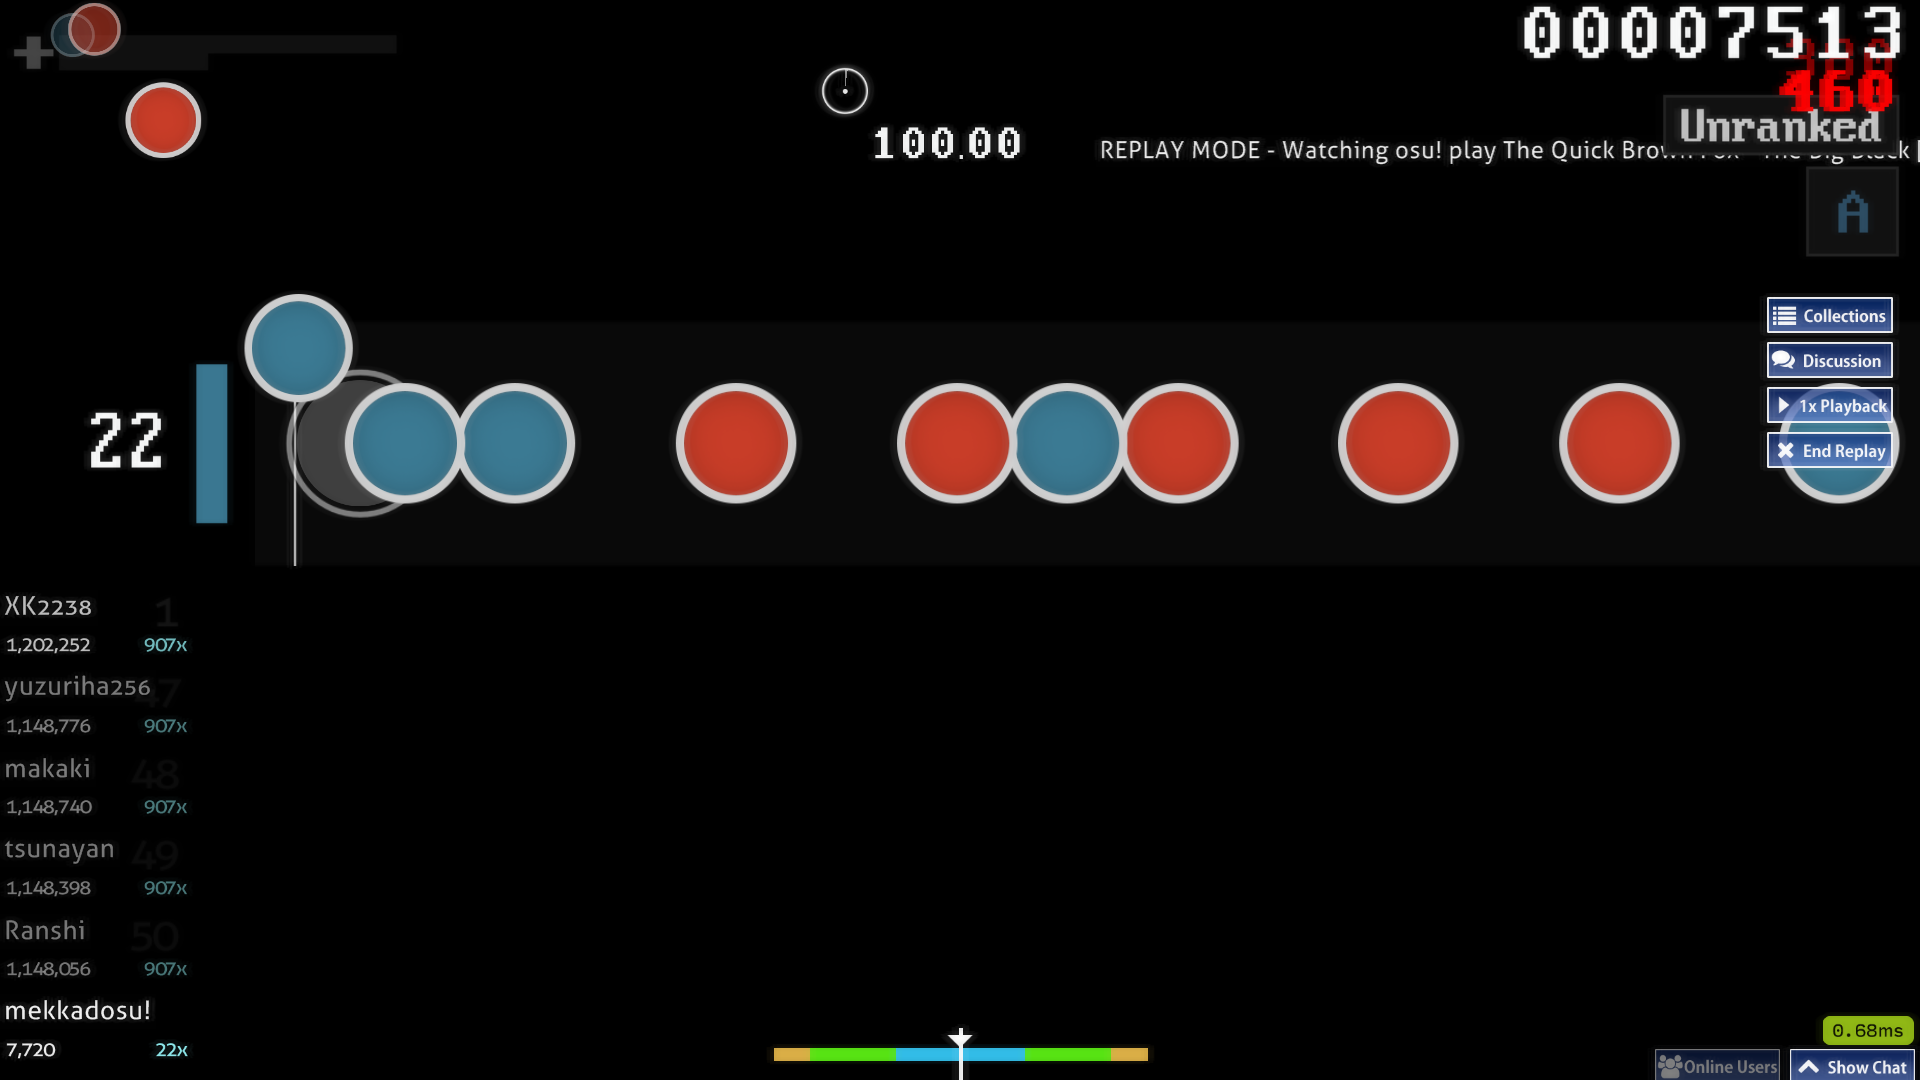 00007513
460
Unranked
100.00
REPLAY MODE - Watching osu! play The Quick Brown Fox - The Big Black [
A
Collections
Discussion
1x Playback
End Replay
22
XK2238 1
1,202,252 907x
yuzuriha256 47
1,148,776 907x
makaki 48
1,148,740 907x
tsunayan 49
1,148,398 907x
Ranshi 50
1,148,056 907x
mekkadosu!
7,720 22x
0.68ms
Online Users
Show Chat